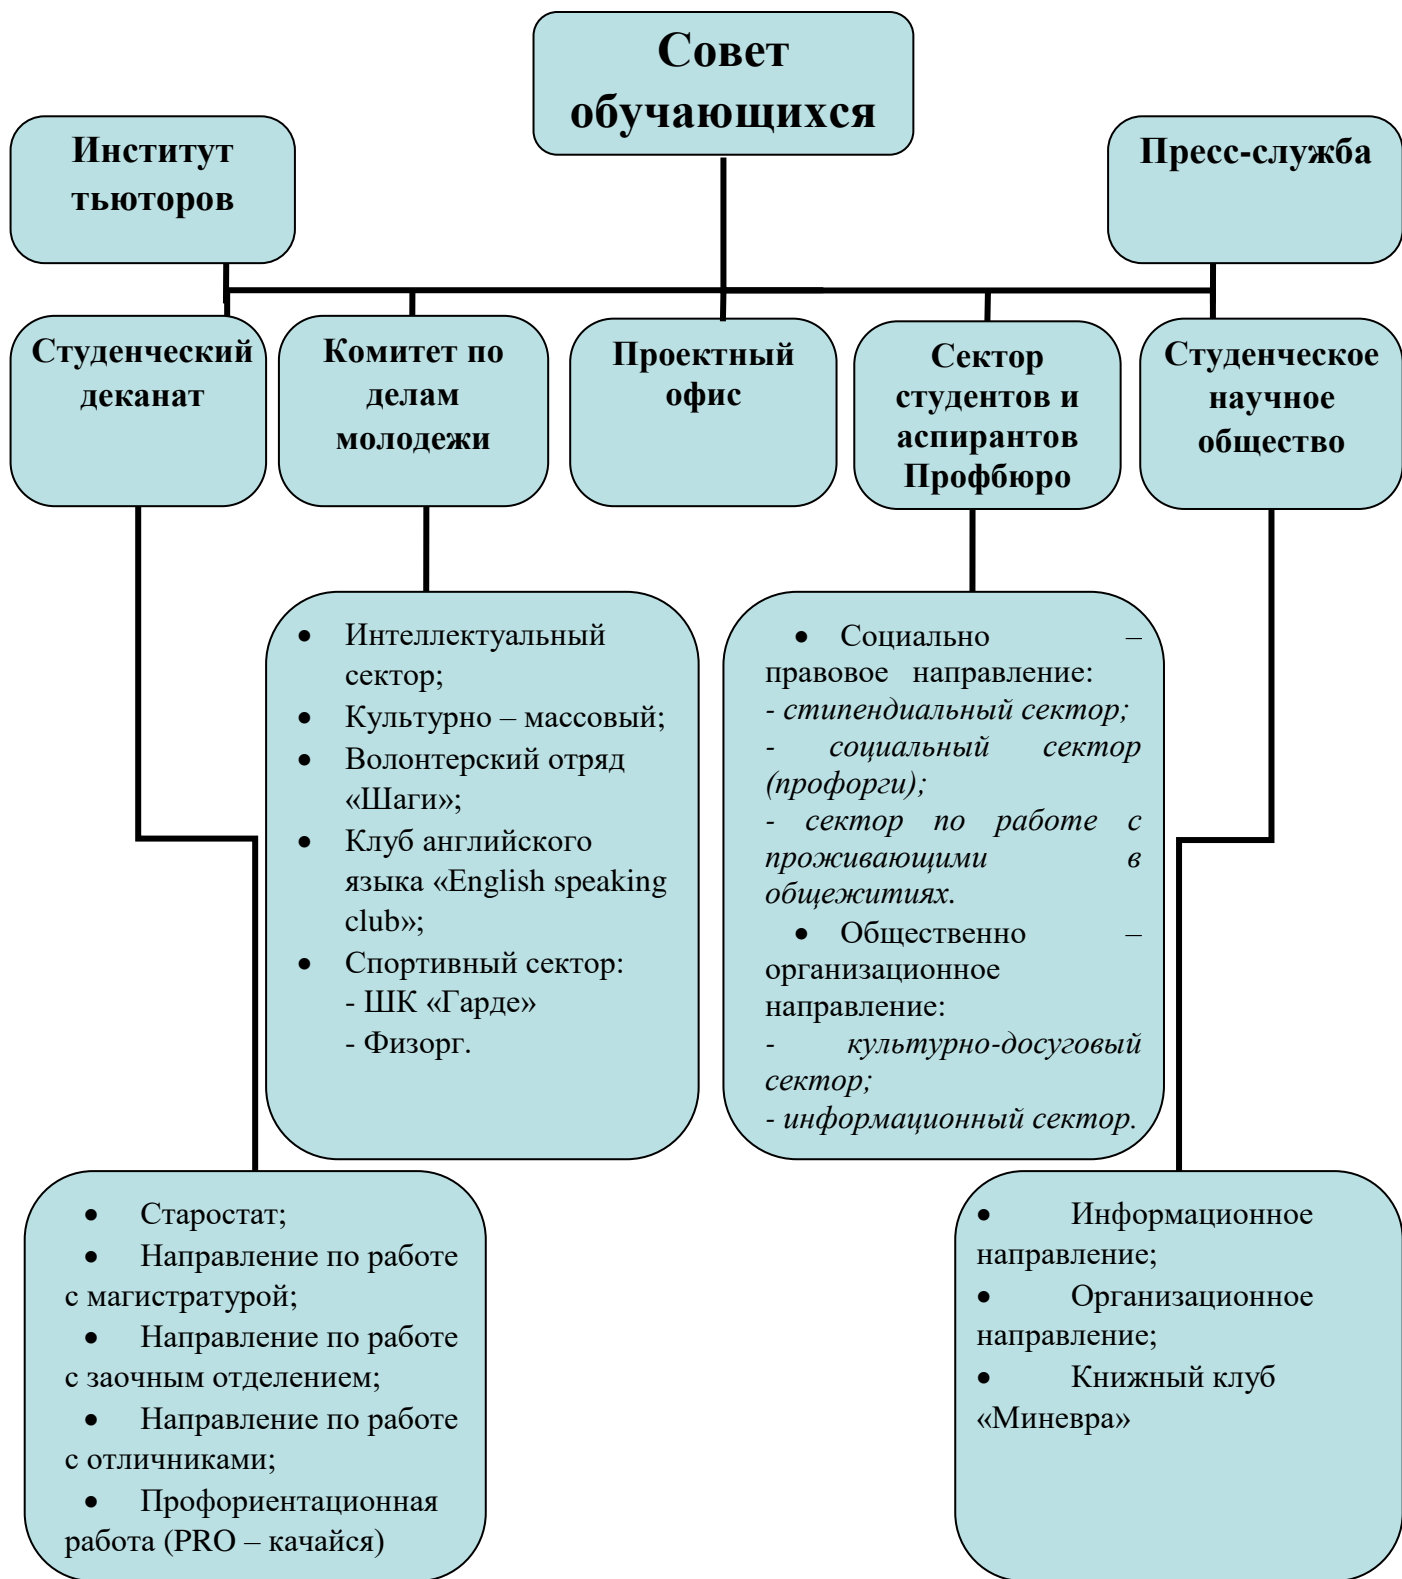 Совет
обучающихся
Институт
тьюторов
Пресс-служба
Студенческий
деканат
Комитет по
делам
молодежи
Проектный
офис
Сектор
студентов и
аспирантов
Профбюро
Студенческое
научное
общество
• Интеллектуальный
сектор;
• Культурно – массовый;
• Волонтерский отряд
«Шаги»;
• Клуб английского
языка «English speaking
club»;
• Спортивный сектор:
- ШК «Гарде»
- Физорг.
• Социально –
правовое направление:
- стипендиальный сектор;
- социальный сектор
(профорги);
- сектор по работе с
проживающими в
общежитиях.
• Общественно –
организационное
направление:
- культурно-досуговый
сектор;
- информационный сектор.
• Старостат;
• Направление по работе
с магистратурой;
• Направление по работе
с заочным отделением;
• Направление по работе
с отличниками;
• Профориентационная
работа (PRO – качайся)
• Информационное
направление;
• Организационное
направление;
• Книжный клуб
«Миневра»